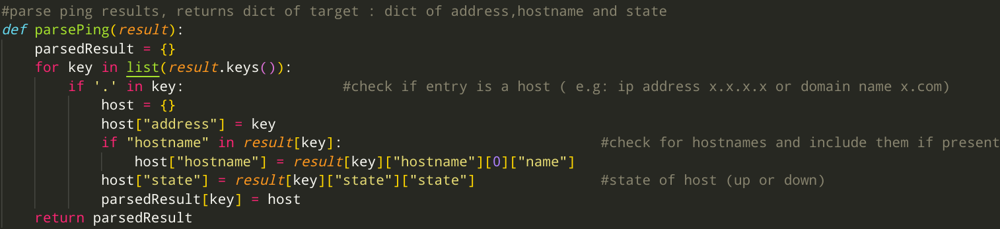 #parse ping results, returns dict of target : dict of address,hostname and state
def parsePing(result):
    parsedResult = {}
    for key in list(result.keys()):
        if '.' in key:                   #check if entry is a host ( e.g: ip address x.x.x.x or domain name x.com)
            host = {}
            host["address"] = key
            if "hostname" in result[key]:                               #check for hostnames and include them if present
                host["hostname"] = result[key]["hostname"][0]["name"]
            host["state"] = result[key]["state"]["state"]               #state of host (up or down)
            parsedResult[key] = host
    return parsedResult